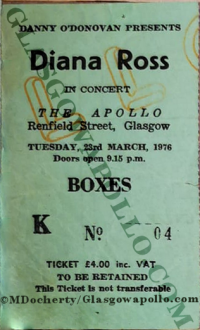 DANNY O'DONOVAN PRESENTS
Diana Ross
IN CONCERT
THE APOLLO
Renfield Street, Glasgow
TUESDAY, 23rd MARCH, 1976
Doors open 9.15 p.m.
BOXES
K No 04
TICKET £4.00 inc. VAT
TO BE RETAINED
This Ticket is not transferable
©MDocherty/Glasgowapollo.com
GLASGOWAPOLLO.COM